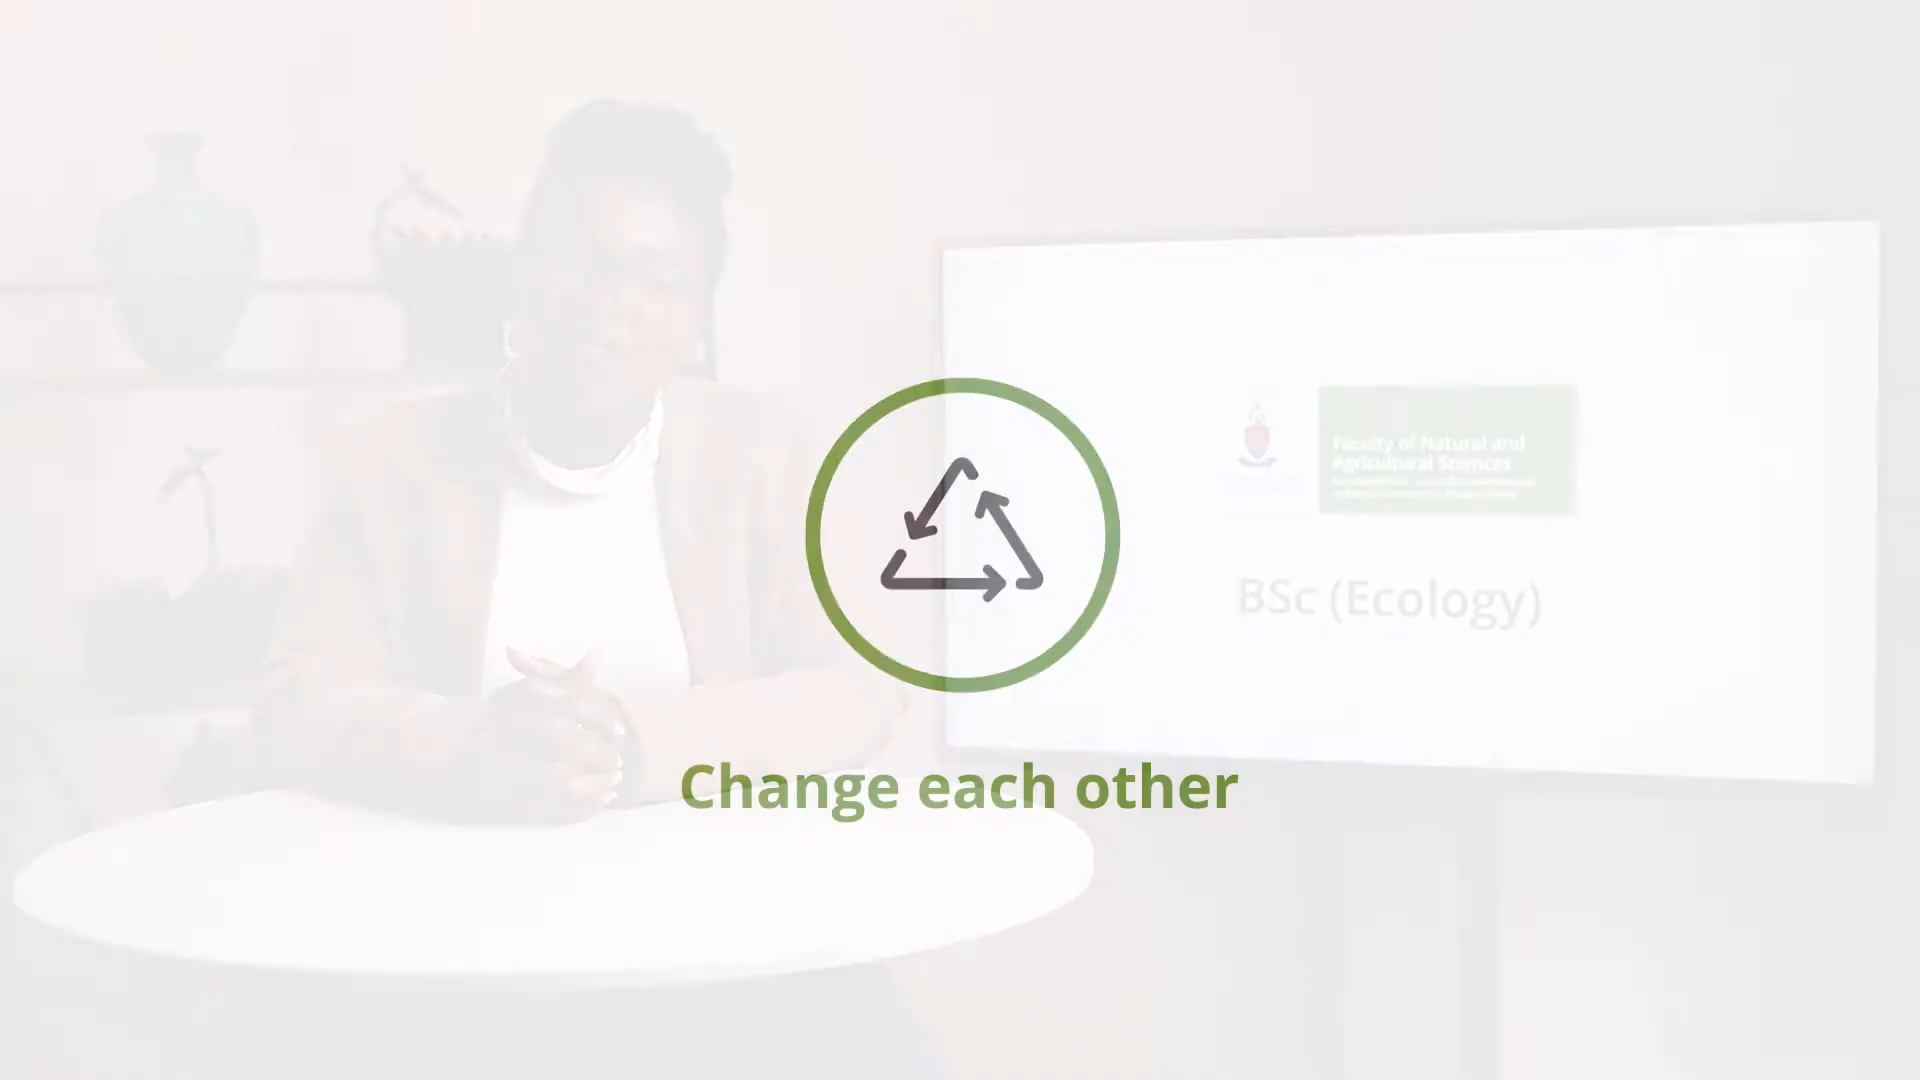 Faculty of Natural and
Agricultural Sciences
BSc (Ecology)
Change each other